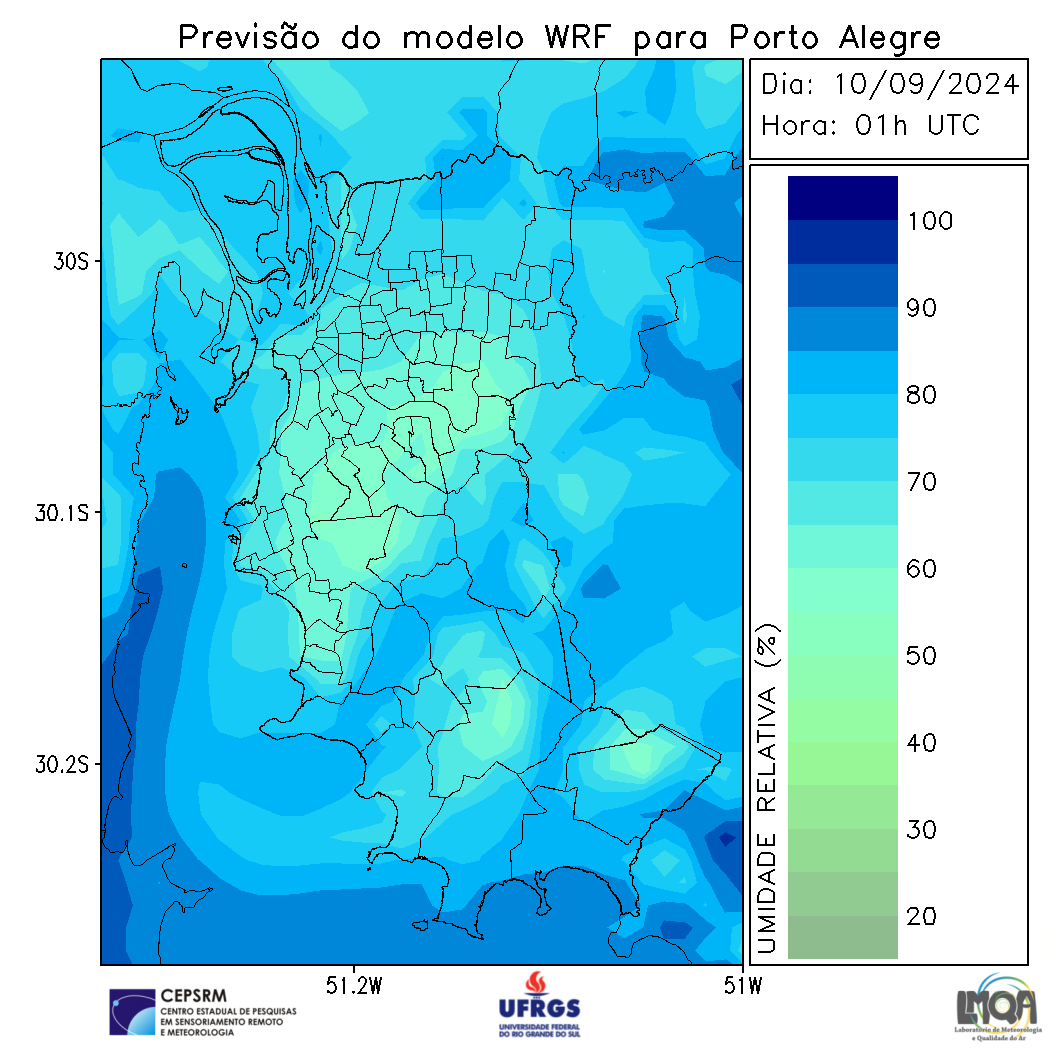 Previsão do modelo WRF para Porto Alegre
Dia: 10/09/2024
Hora: 01h UTC
30S
30.1S
30.2S
51.2W
51W
UMIDADE RELATIVA (%)
100
90
80
70
60
50
40
30
20
CEPSRM
CENTRO ESTADUAL DE PESQUISAS
EM SENSORIAMENTO REMOTO
E METEOROLOGIA
UFRGS
UNIVERSIDADE FEDERAL
DO RIO GRANDE DO SUL
LMQA
Laboratório de Meteorologia
e Qualidade do Ar